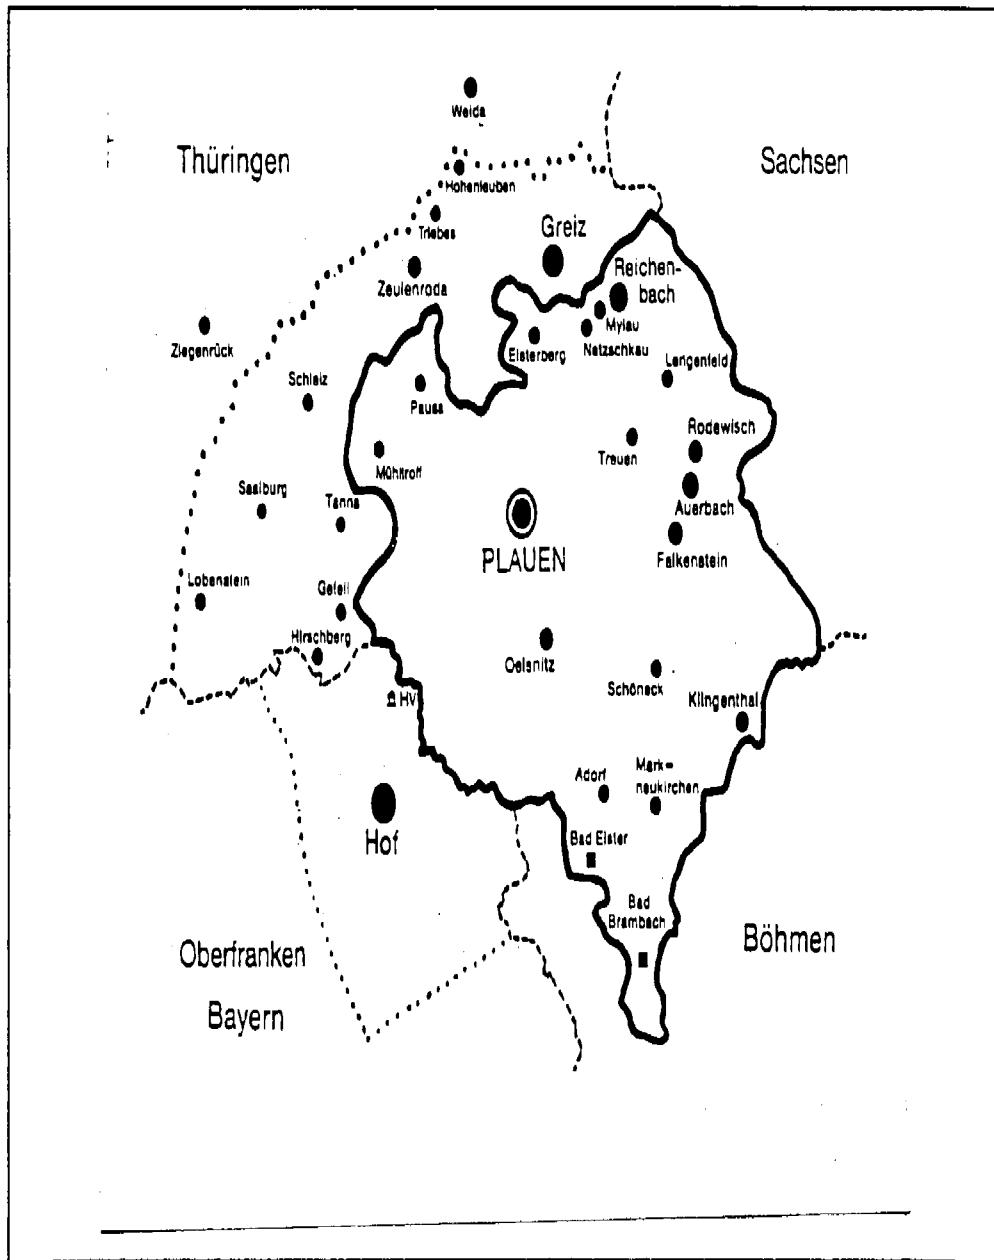 Weida
Thüringen
Sachsen
Hohenleuben
Triebes
Greiz
Zeulenroda
Reichen-
bach
Mylau
Netzschkau
Elsterberg
Ziegenrück
Lengenfeld
Schleiz
Pausa
Rodewisch
Treuen
Mühltroff
Saalburg
Tanna
Auerbach
PLAUEN
Falkenstein
Lobenstein
Gefell
Hirschberg
Oelsnitz
Schöneck
HV
Klingenthal
Adorf
Mark-
neukirchen
Hof
Bad Elster
Bad
Brambach
Böhmen
Oberfranken
Bayern